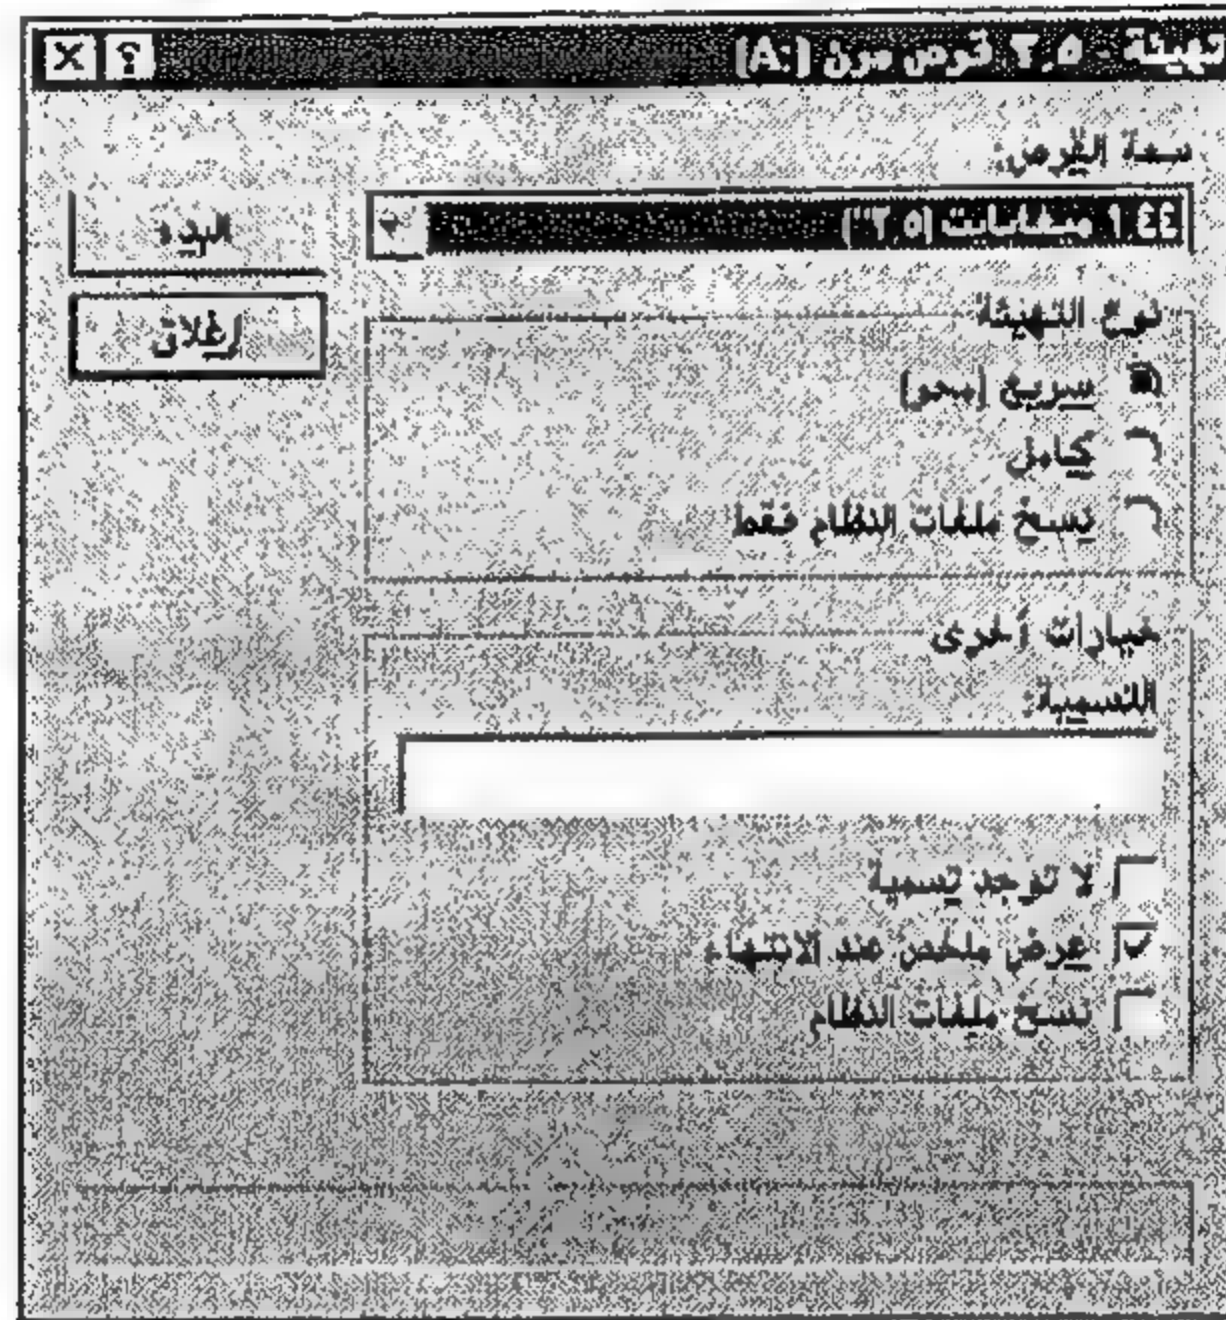 تهيئة - ٣,٥ قرص مرن (A:)
سعة القرص:
١,٤٤ ميغابايت (٣,٥")
البدء
إغلاق
نوع التهيئة
سريع (محو)
كامل
نسخ ملفات النظام فقط
خيارات أخرى
التسمية:
لا توجد تسمية
عرض ملخص عند الانتهاء
نسخ ملفات النظام